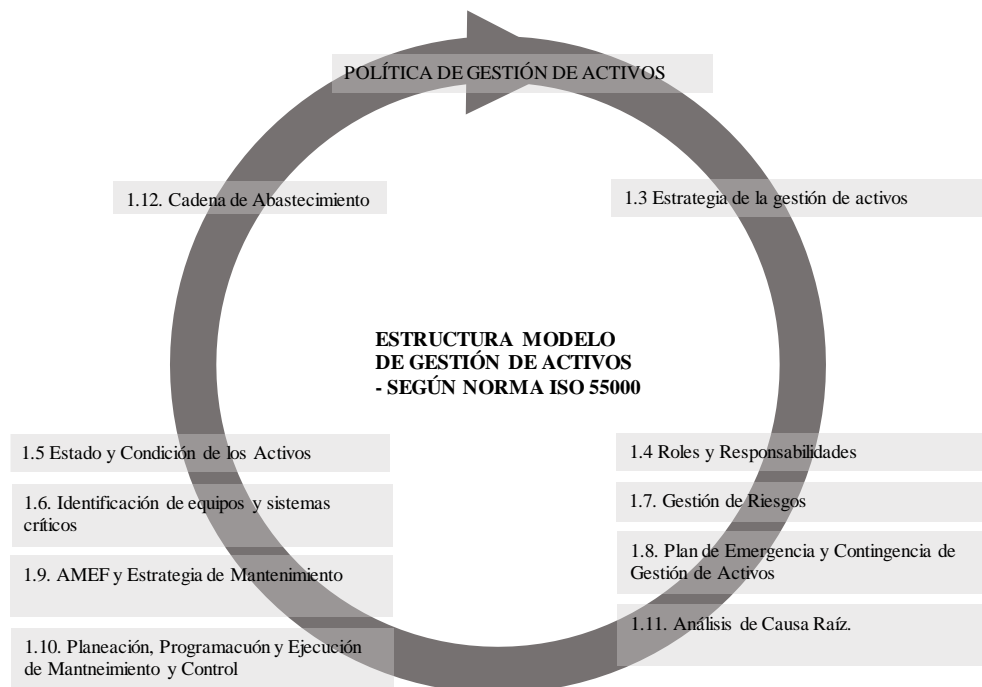 POLÍTICA DE GESTIÓN DE ACTIVOS
1.12. Cadena de Abastecimiento
1.3 Estrategia de la gestión de activos
ESTRUCTURA MODELO
DE GESTIÓN DE ACTIVOS
- SEGÚN NORMA ISO 55000
1.5 Estado y Condición de los Activos
1.6. Identificación de equipos y sistemas
críticos
1.9. AMEF y Estrategia de Mantenimiento
1.10. Planeación, Programacuón y Ejecución
de Mantneimiento y Control
1.4 Roles y Responsabilidades
1.7. Gestión de Riesgos
1.8. Plan de Emergencia y Contingencia de
Gestión de Activos
1.11. Análisis de Causa Raíz.